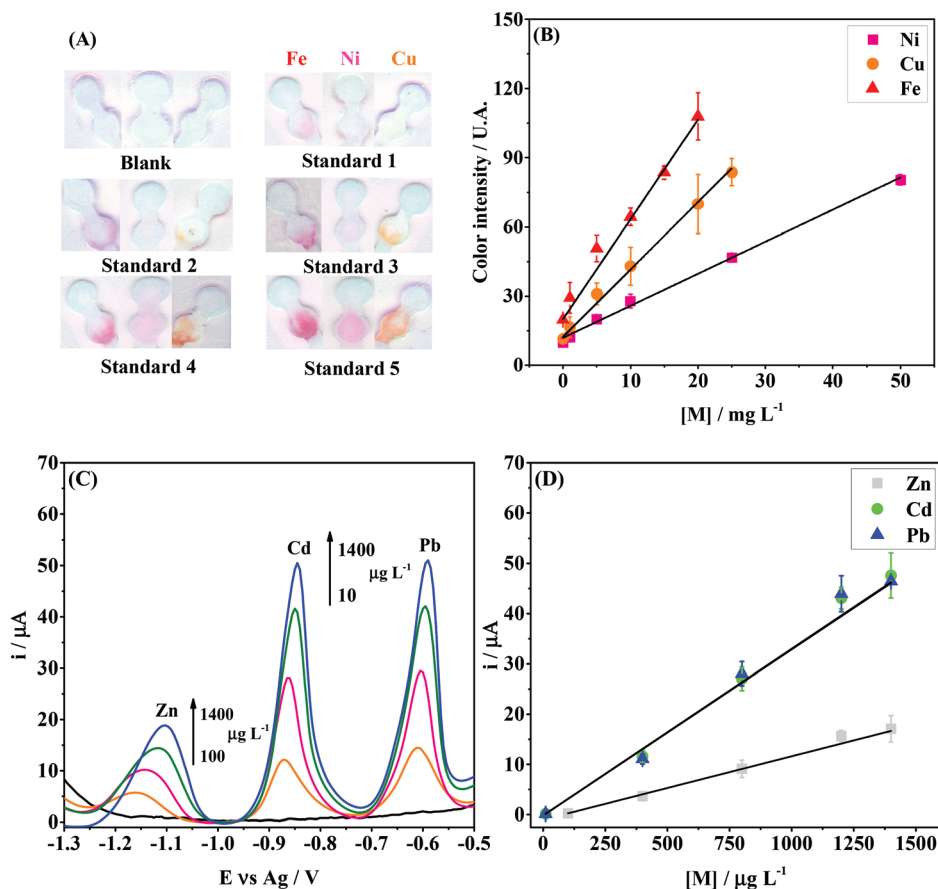 (A)
Fe Ni Cu
Blank
Standard 1
Standard 2
Standard 3
Standard 4
Standard 5
(B)
Ni
Cu
Fe
Color intensity / U.A.
150
120
90
60
30
0
0 10 20 30 40 50
[M] / mg L⁻¹
(C)
i / µA
70
60
50
40
30
20
10
0
Zn
1400
µg L⁻¹
100
Cd
1400
µg L⁻¹
10
Pb
-1.3 -1.1 -1.0 -0.9 -0.8 -0.7 -0.6 -0.5
E vs Ag / V
(D)
Zn
Cd
Pb
i / µA
70
60
50
40
30
20
10
0
0 250 500 750 1000 1250 1500
[M] / µg L⁻¹